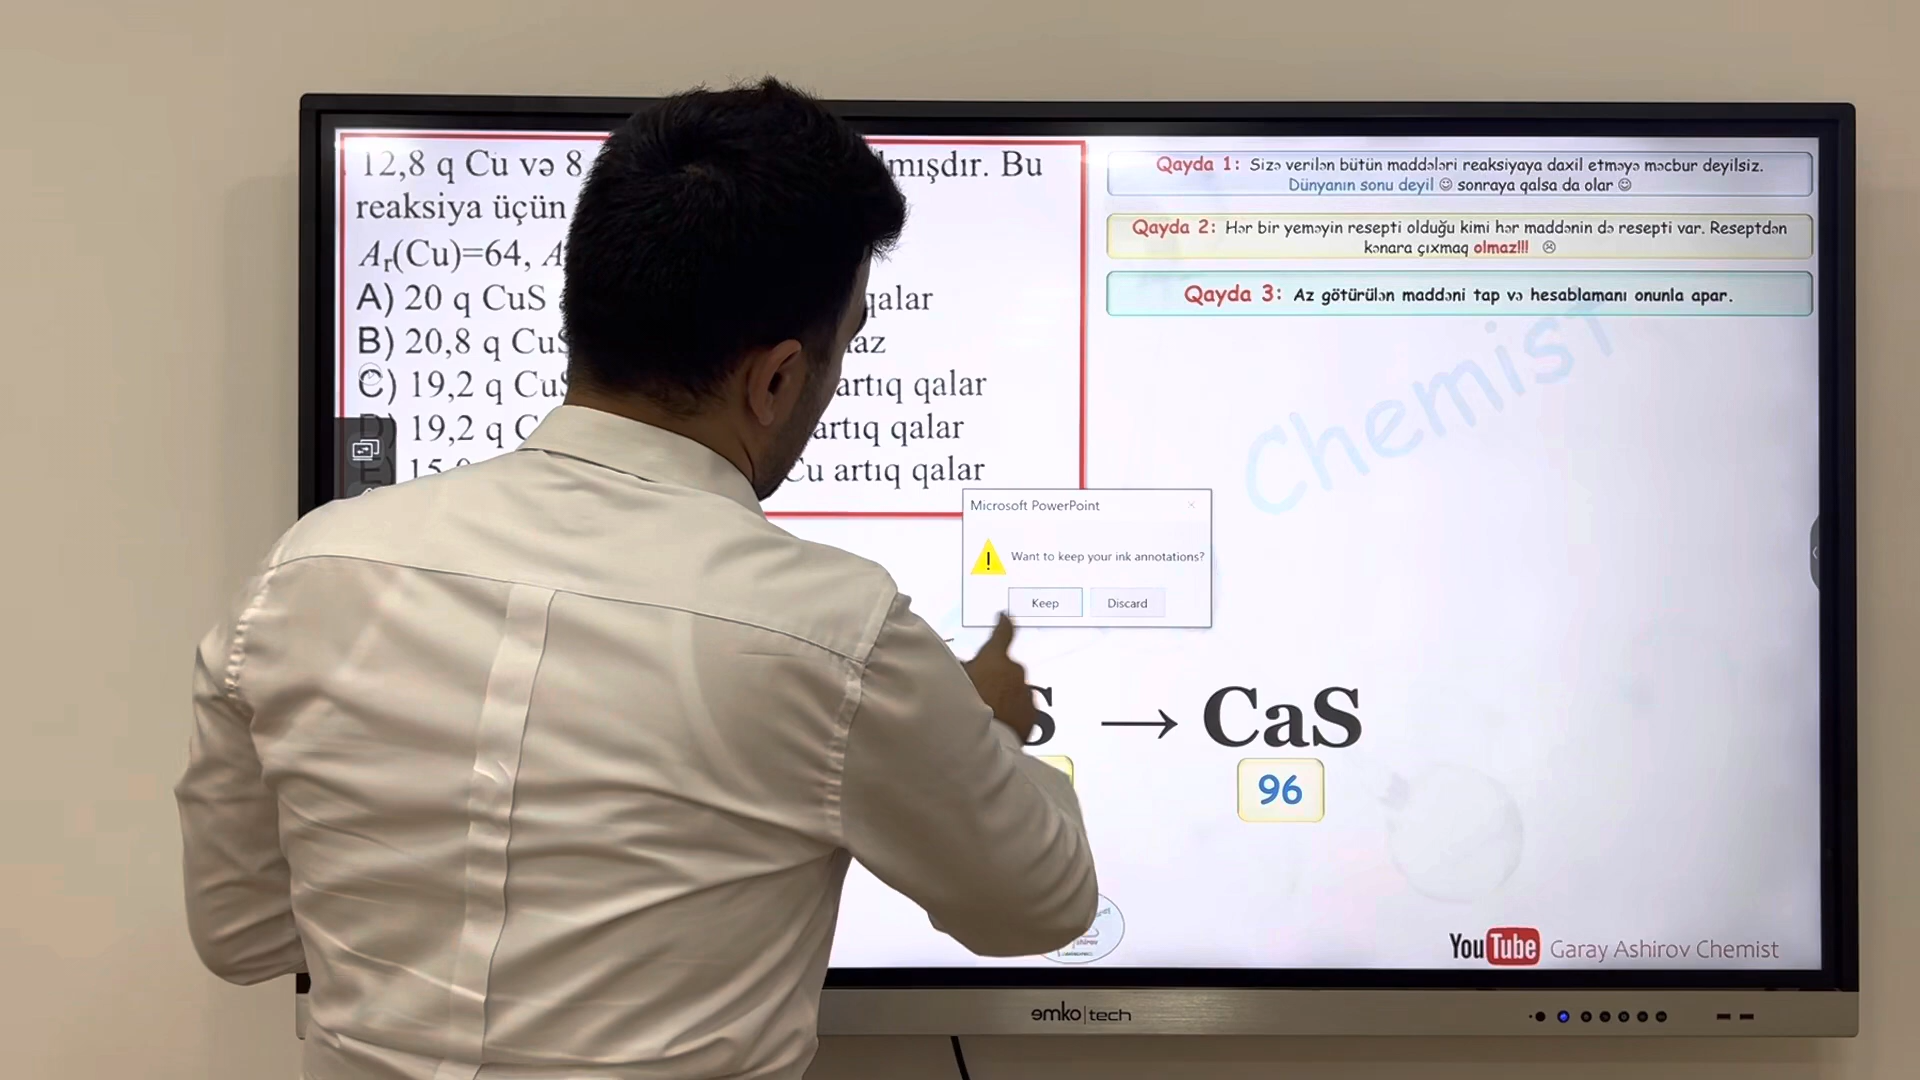 12,8 q Cu və 8
lmışdır. Bu
reaksiya üçün
Ar(Cu)=64, A
A) 20 q CuS
qalar
B) 20,8 q CuS
C) 19,2 q CuS
artıq qalar
D) 19,2 q C
artıq qalar
E) 15,
Cu artıq qalar
Qayda 1: Sizə verilən bütün maddələri reaksiyaya daxil etməyə məcbur deyilsiz.
Dünyanın sonu deyil ☺ sonraya qalsa da olar ☺
Qayda 2: Hər bir yeməyin resepti olduğu kimi hər maddənin də resepti var. Reseptdən
kənara çıxmaq olmaz!!! ☹
Qayda 3: Az götürülən maddəni tap və hesablamanı onunla apar.
Chemist
Microsoft PowerPoint
Want to keep your ink annotations?
Keep Discard
S → CaS
96
YouTube Garay Ashirov Chemist
emko|tech